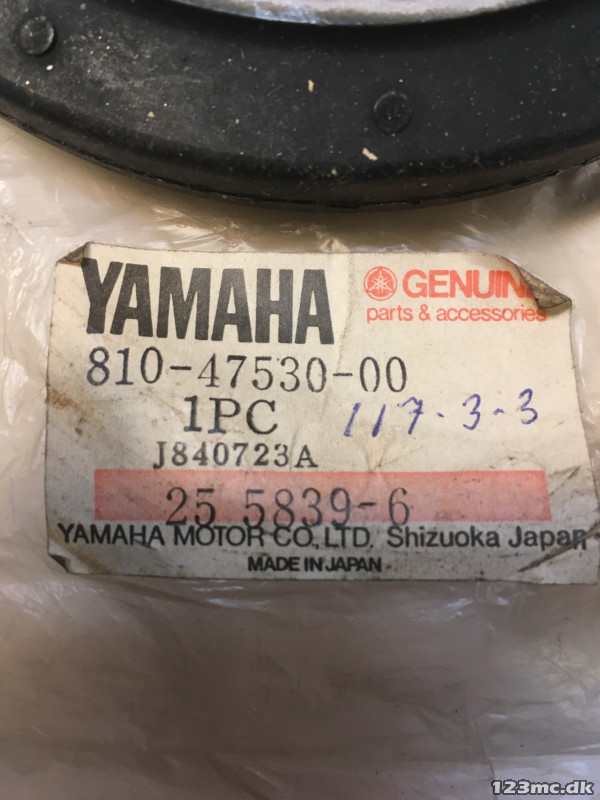 YAMAHA GENUINE
parts & accessories
810-47530-00
1PC 117-3-3
J840723A
25 5839-6
YAMAHA MOTOR CO., LTD. Shizuoka Japan
MADE IN JAPAN
123mc.dk